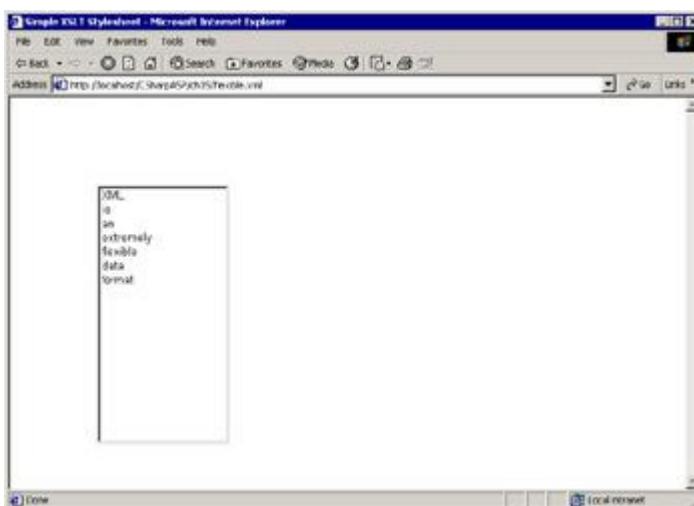 Simple XSLT Stylesheet - Microsoft Internet Explorer
File Edit View Favorites Tools Help
Back Search Favorites Media
Address http://localhost/CSharpASP/ch15/flexible.xml Go Links
XML
is
an
extremely
flexible
data
format
Done Local intranet